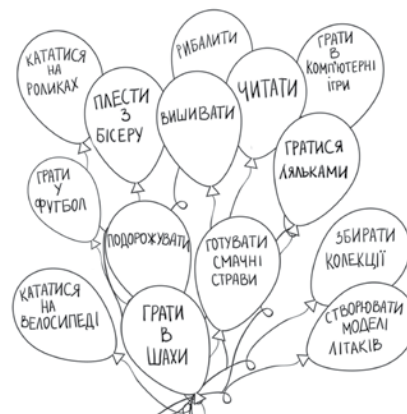 КАТАТИСЯ
НА
РОЛИКАХ
РИБАЛИТИ
ГРАТИ
В
КОМП'ЮТЕРНІ
ІГРИ
ПЛЕСТИ
З
БІСЕРУ
ВИШИВАТИ
ЧИТАТИ
ГРАТИСЯ
ЛЯЛЬКАМИ
ГРАТИ
У
ФУТБОЛ
ПОДОРОЖУВАТИ
ГОТУВАТИ
СМАЧНІ
СТРАВИ
ЗБИРАТИ
КОЛЕКЦІЇ
КАТАТИСЯ
НА
ВЕЛОСИПЕДІ
ГРАТИ
В
ШАХИ
СТВОРЮВАТИ
МОДЕЛІ
ЛІТАКІВ